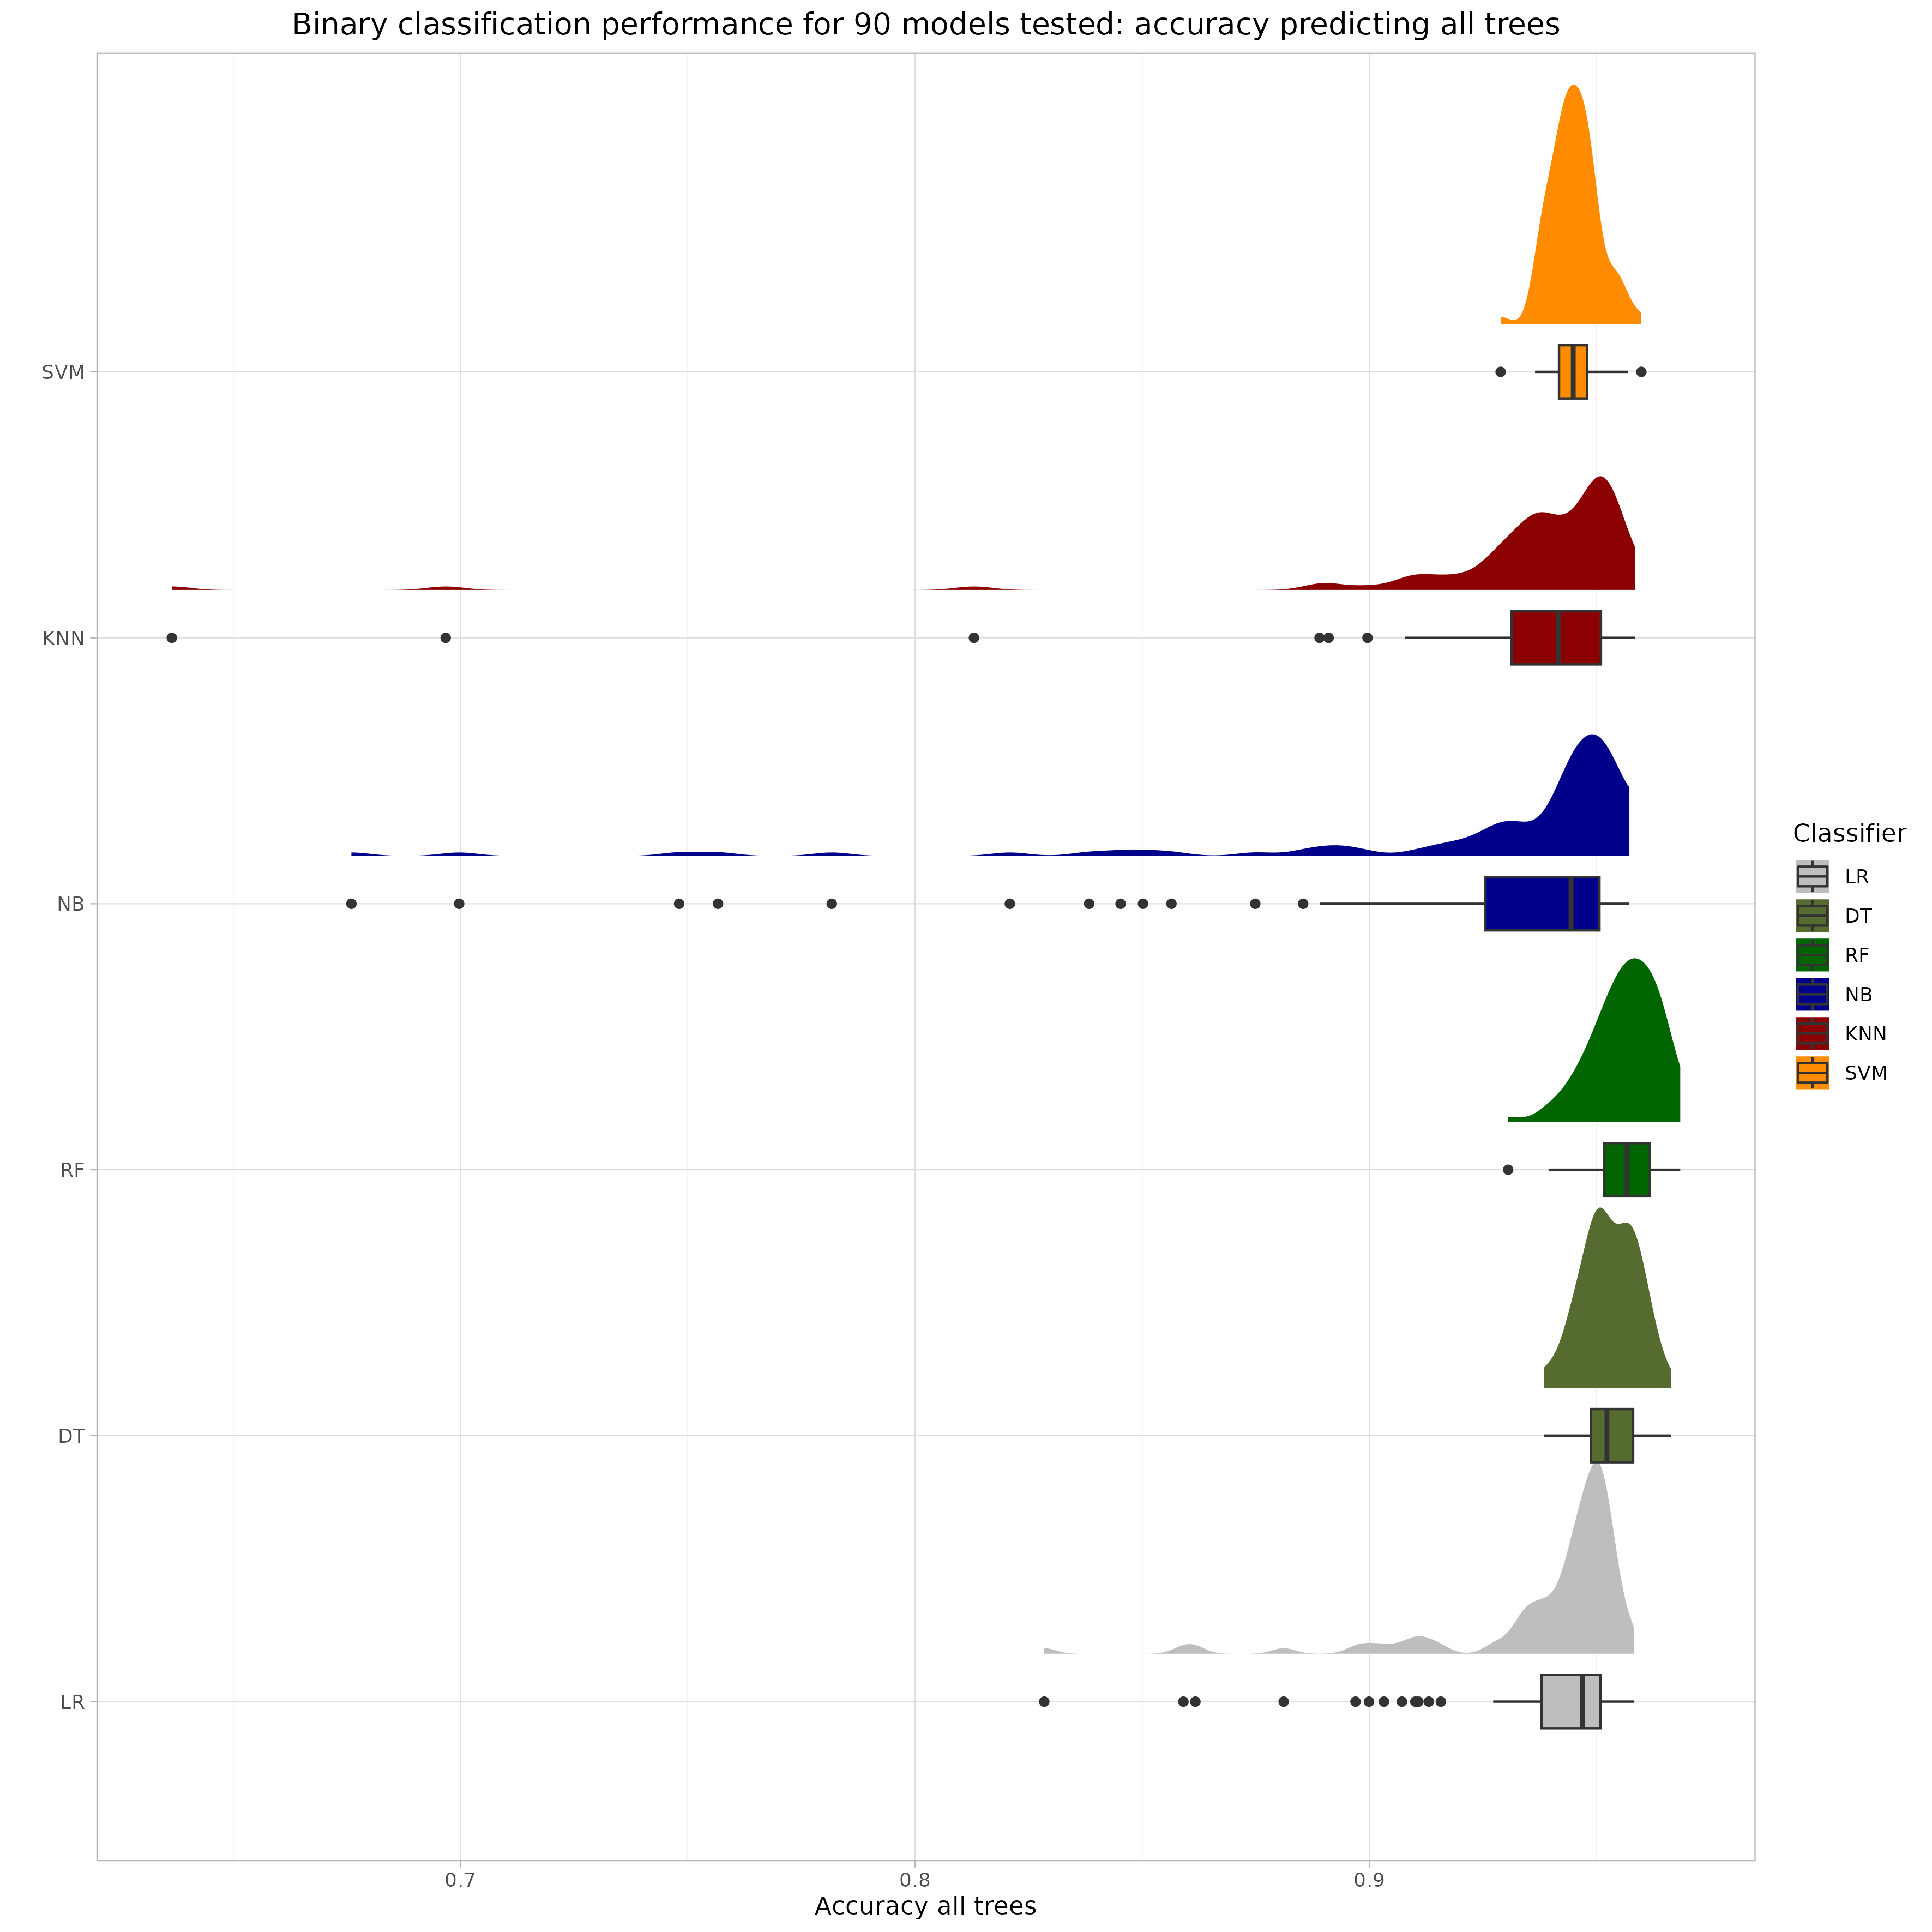 Binary classification performance for 90 models tested: accuracy predicting all trees
SVM
KNN
NB
RF
DT
LR
0.7
0.8
0.9
Accuracy all trees
Classifier
LR
DT
RF
NB
KNN
SVM